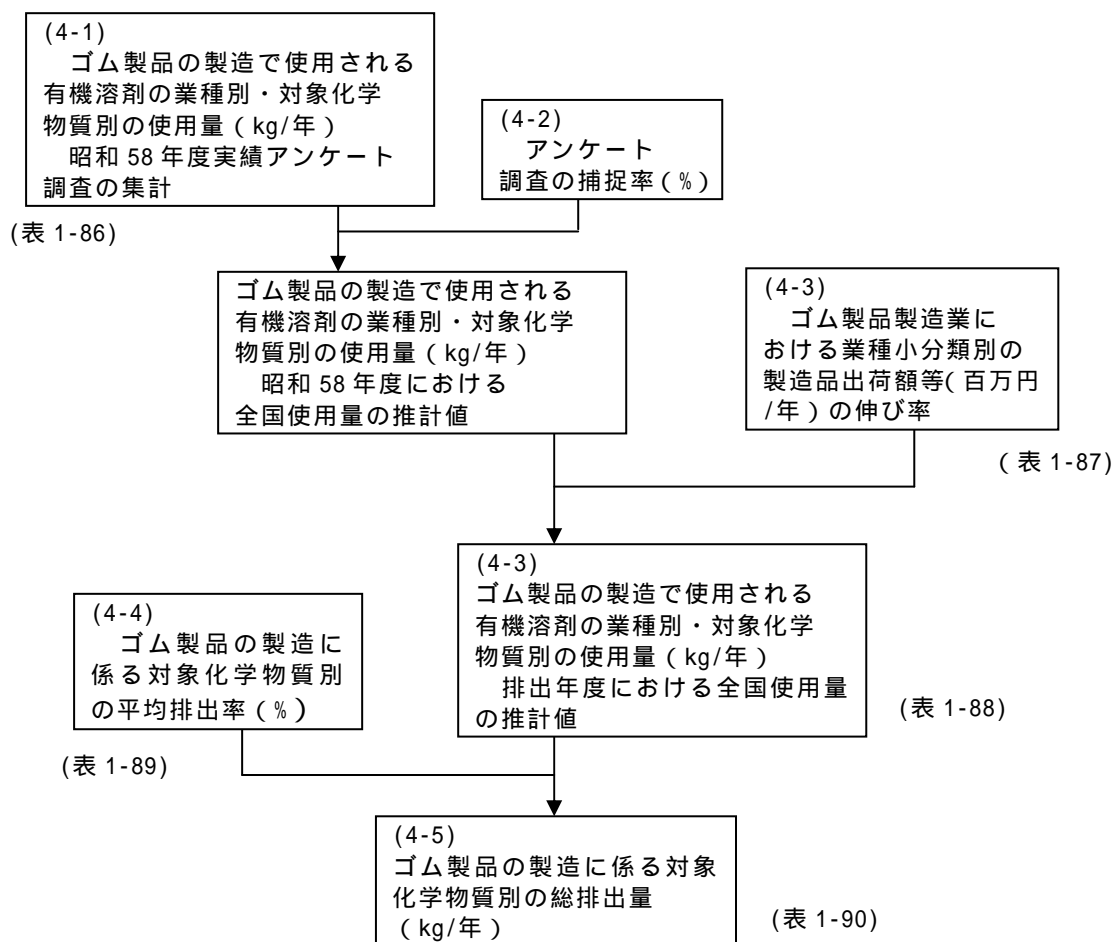 (4-1)
ゴム製品の製造で使用される
有機溶剤の業種別・対象化学
物質別の使用量（kg/年）
昭和 58 年度実績アンケート
調査の集計
(4-2)
アンケート
調査の捕捉率（%）
(表 1-86)
ゴム製品の製造で使用される
有機溶剤の業種別・対象化学
物質別の使用量（kg/年）
昭和 58 年度における
全国使用量の推計値
(4-3)
ゴム製品製造業に
おける業種小分類別の
製造品出荷額等（百万円
/年）の伸び率
（表 1-87)
(4-3)
ゴム製品の製造で使用される
有機溶剤の業種別・対象化学
物質別の使用量（kg/年）
排出年度における全国使用量
の推計値
(表 1-88)
(4-4)
ゴム製品の製造に
係る対象化学物質別
の平均排出率（%）
(表 1-89)
(4-5)
ゴム製品の製造に係る対象
化学物質別の総排出量
（kg/年）
(表 1-90)